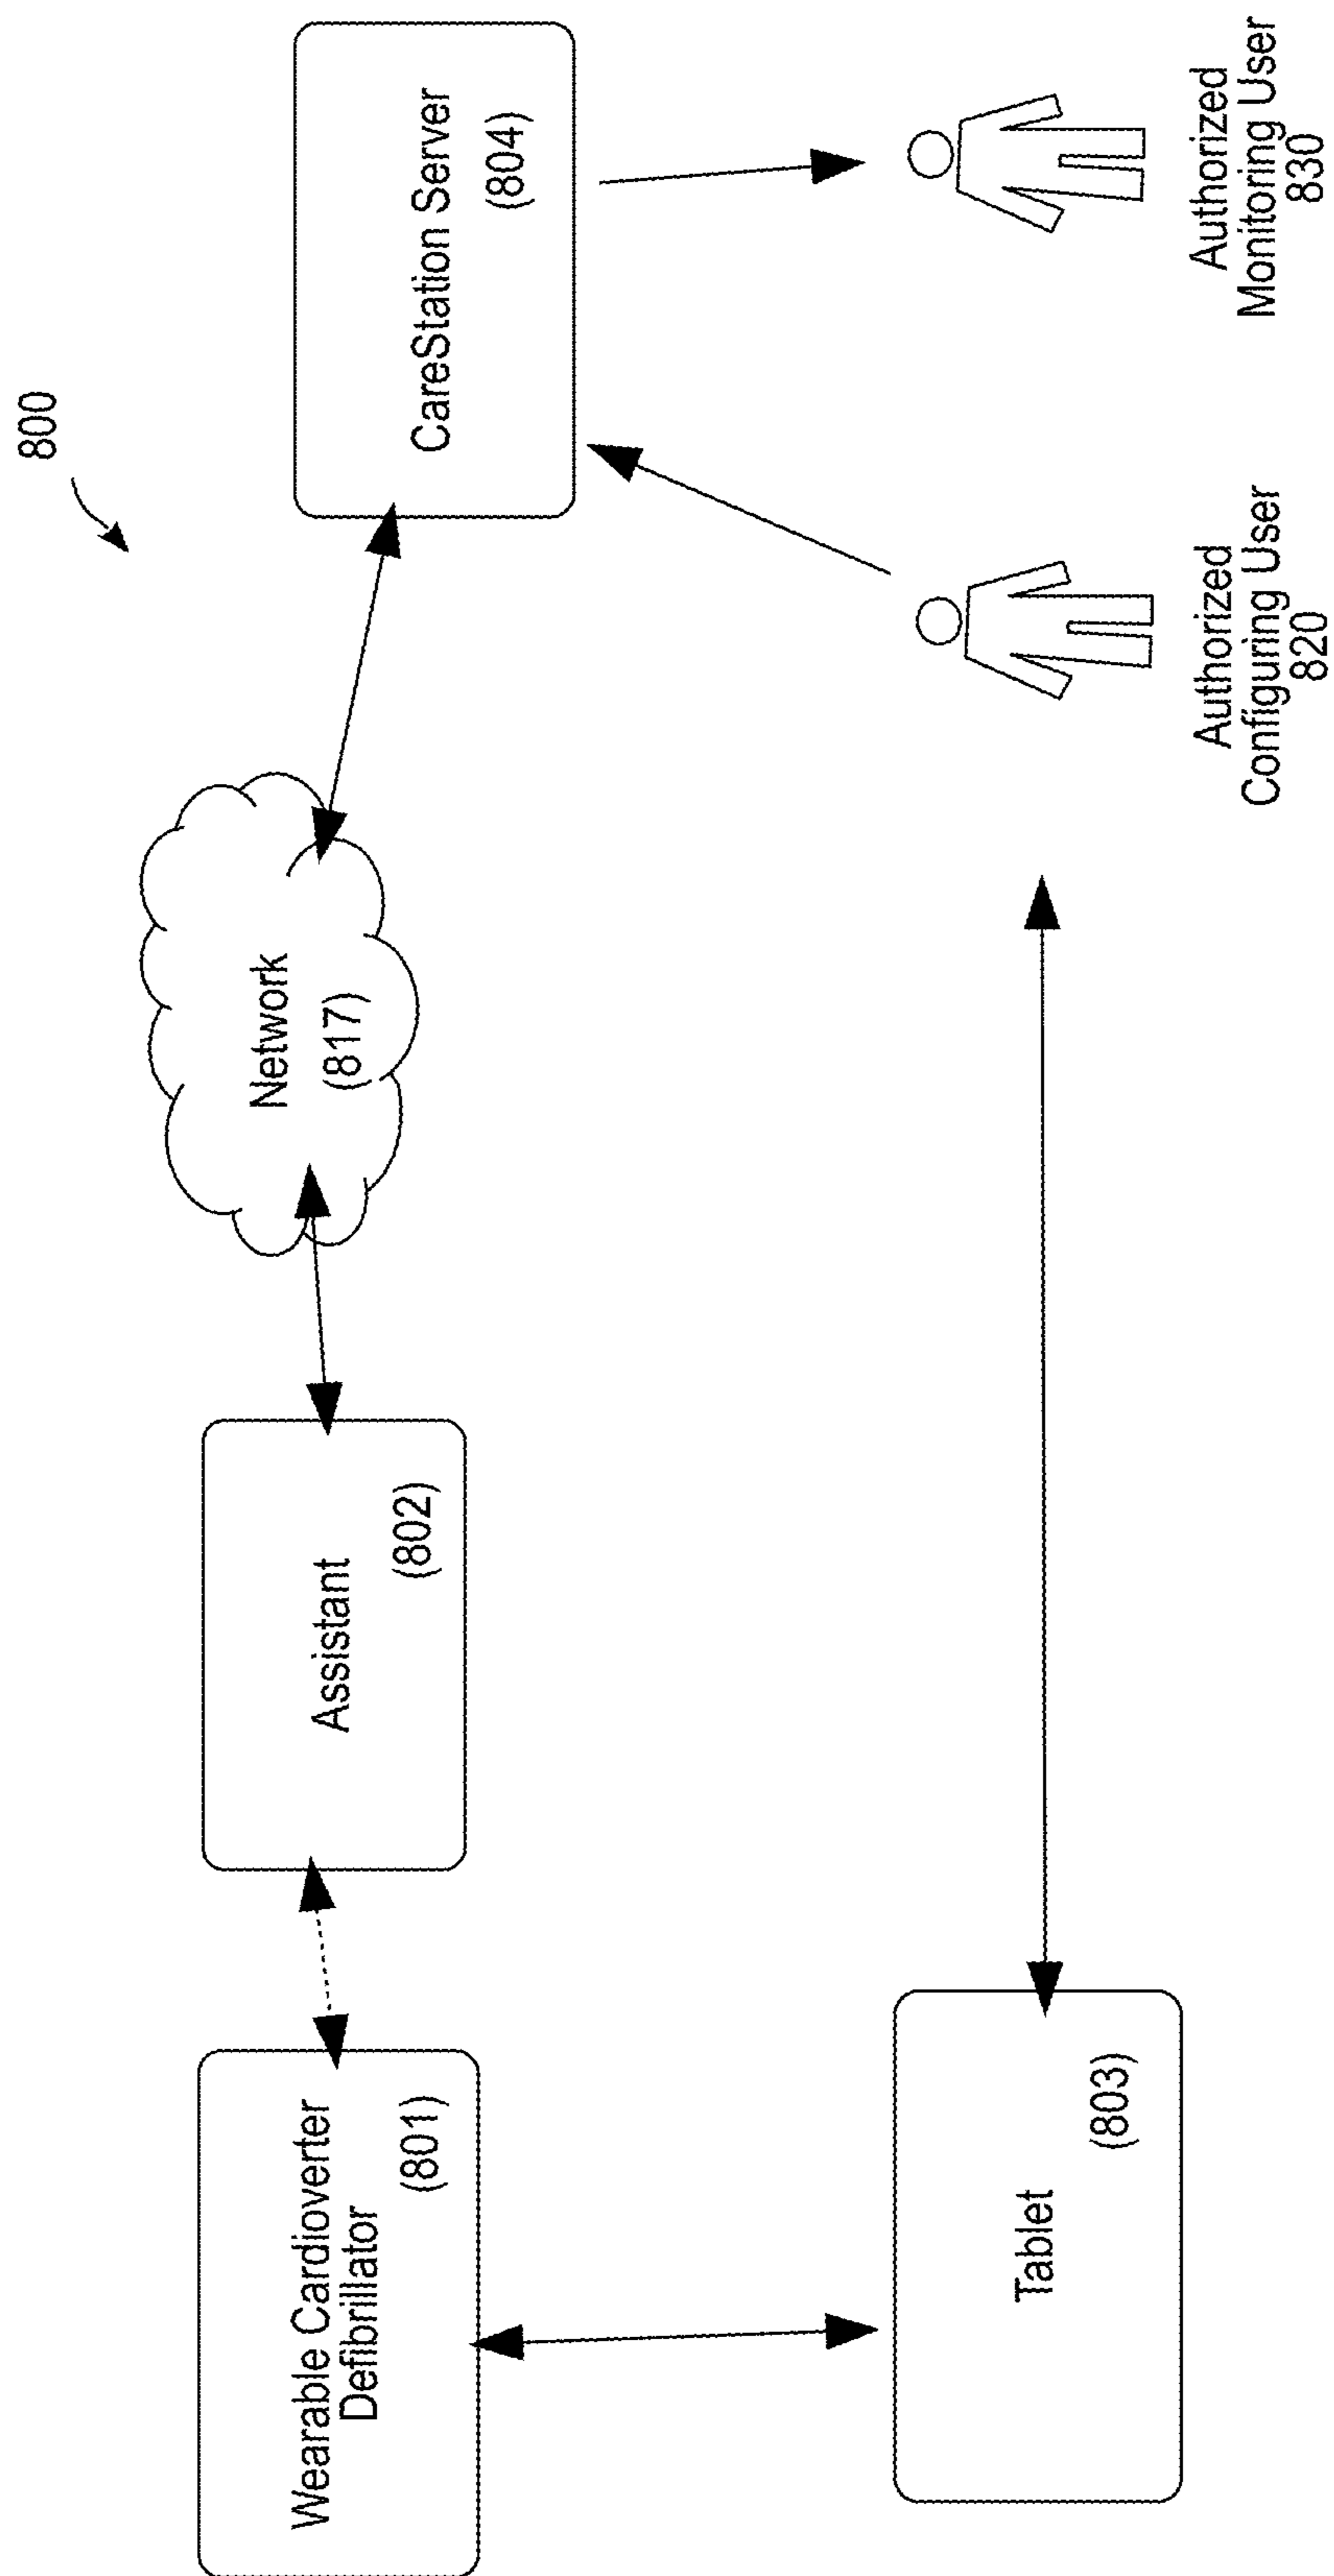 800
Wearable Cardioverter
Defibrillator
(801)
Assistant
(802)
Network
(817)
CareStation Server
(804)
Tablet
(803)
Authorized
Configuring User
820
Authorized
Monitoring User
830